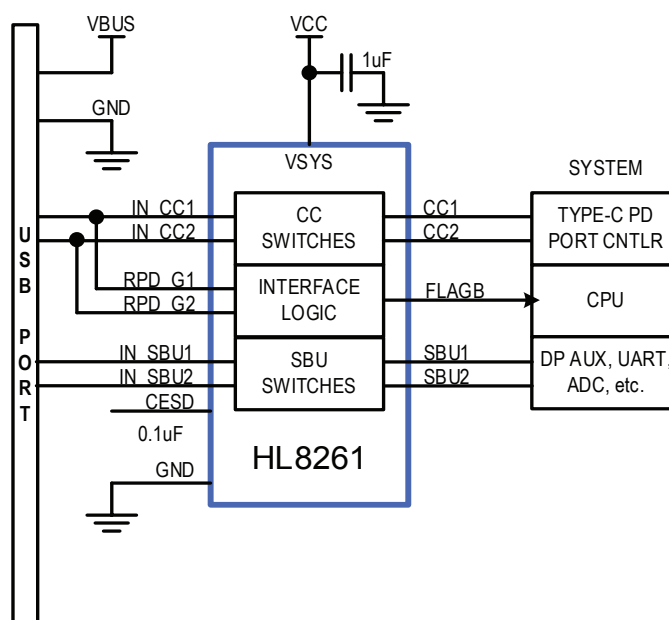 VBUS
VCC
1uF
GND
VSYS
SYSTEM
USB PORT
IN_CC1
IN_CC2
CC
SWITCHES
CC1
CC2
TYPE-C PD
PORT CNTLR
RPD_G1
RPD_G2
INTERFACE
LOGIC
FLAGB
CPU
IN_SBU1
IN_SBU2
SBU
SWITCHES
SBU1
SBU2
DP AUX, UART,
ADC, etc.
CESD
0.1uF
HL8261
GND